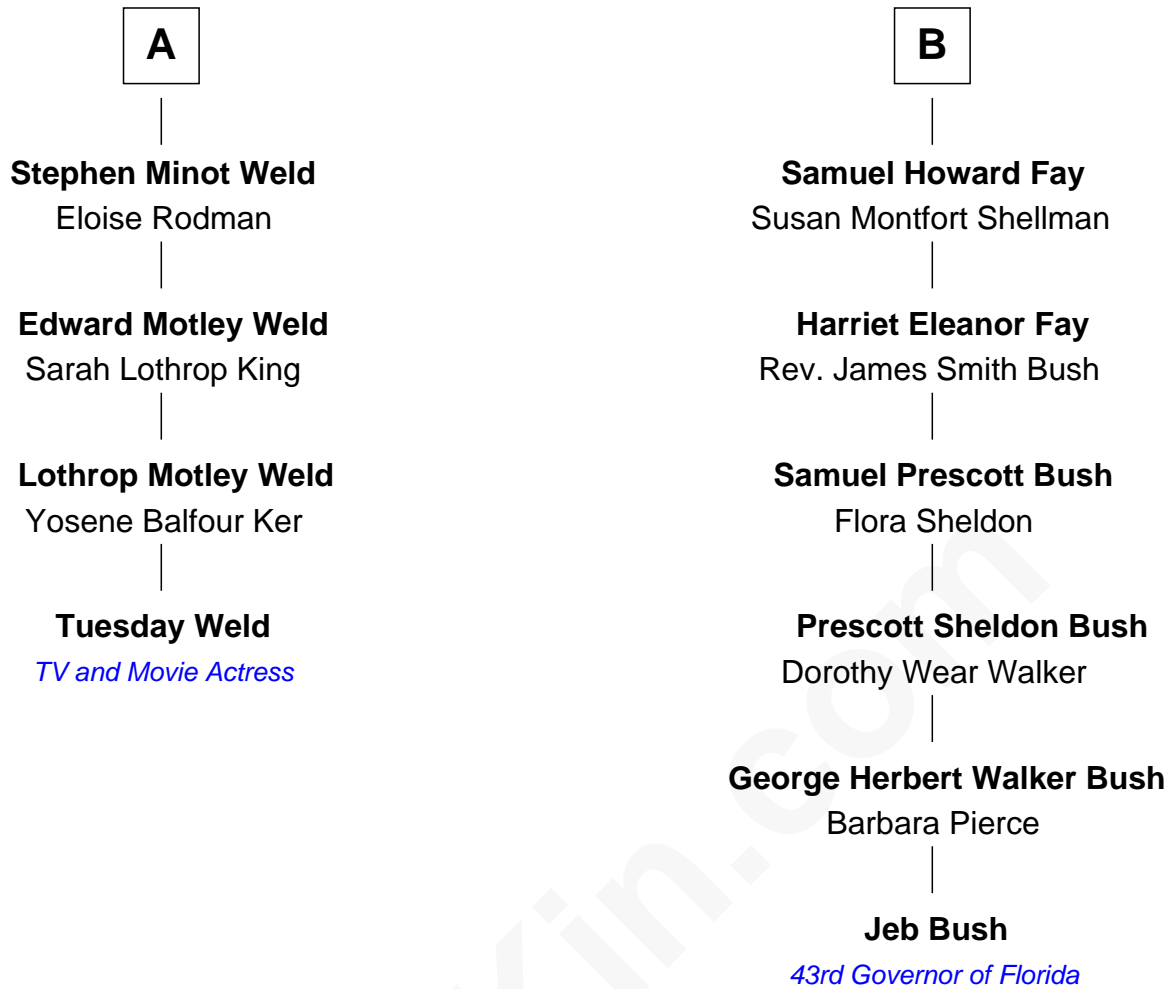 A
Stephen Minot Weld
Eloise Rodman
Edward Motley Weld
Sarah Lothrop King
Lothrop Motley Weld
Yosene Balfour Ker
Tuesday Weld
TV and Movie Actress
B
Samuel Howard Fay
Susan Montfort Shellman
Harriet Eleanor Fay
Rev. James Smith Bush
Samuel Prescott Bush
Flora Sheldon
Prescott Sheldon Bush
Dorothy Wear Walker
George Herbert Walker Bush
Barbara Pierce
Jeb Bush
43rd Governor of Florida
Kin.com